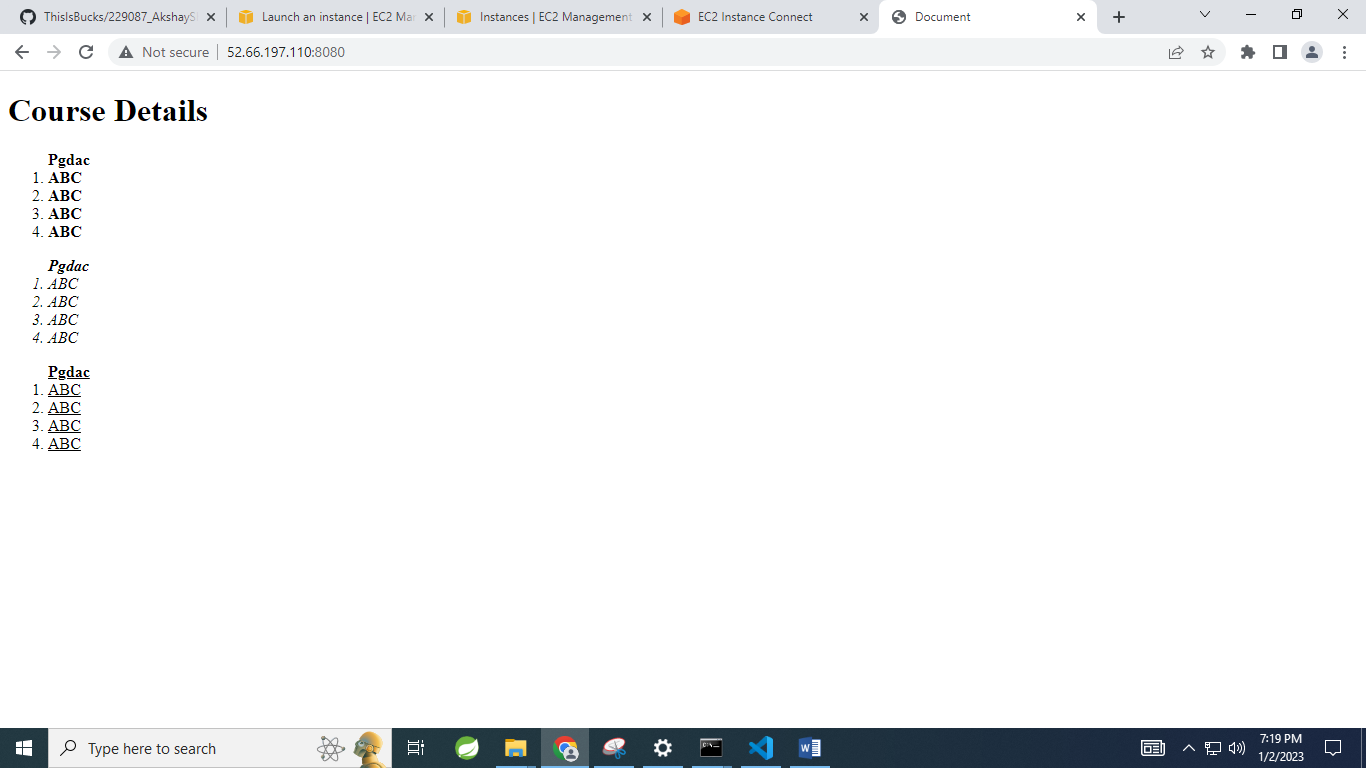 ThisIsBucks/229087_AkshayS
Launch an instance | EC2 Mar
Instances | EC2 Management
EC2 Instance Connect
Document
Not secure
52.66.197.110:8080
Course Details
Pgdac
1. ABC
2. ABC
3. ABC
4. ABC
Pgdac
1. ABC
2. ABC
3. ABC
4. ABC
Pgdac
1. ABC
2. ABC
3. ABC
4. ABC
Type here to search
7:19 PM
1/2/2023